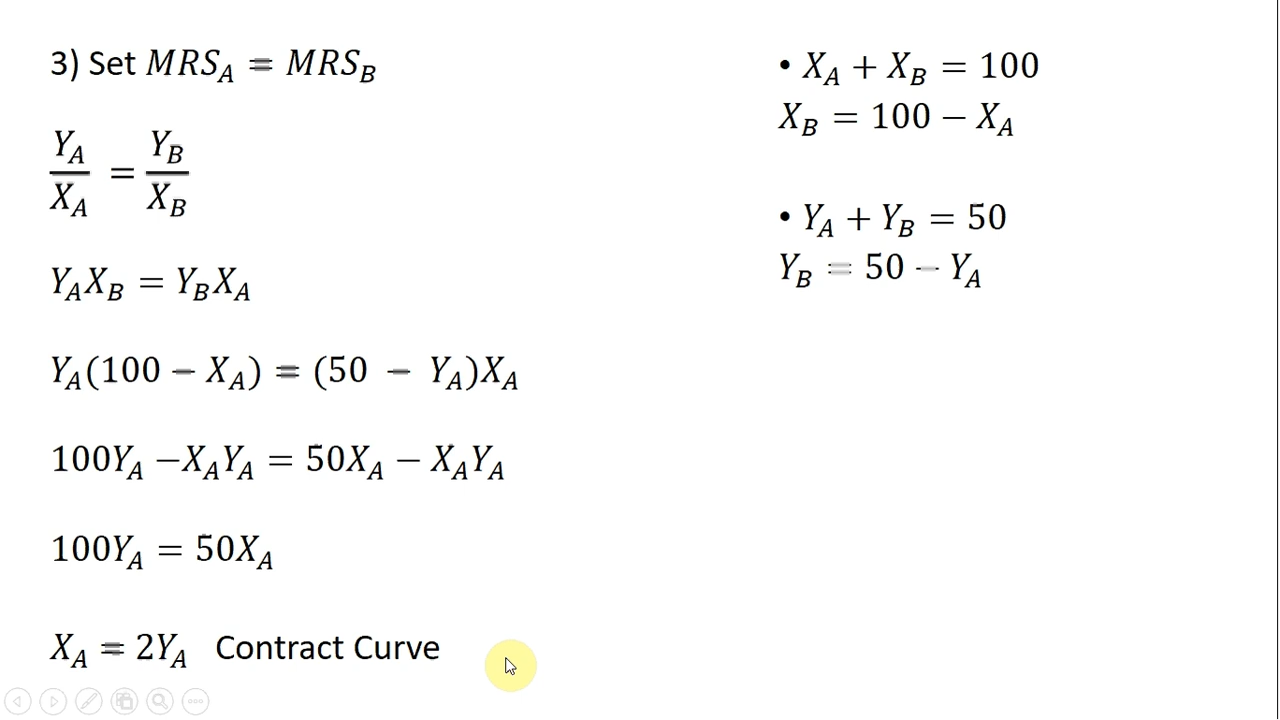 3) Set MRS_A = MRS_B
Y_A/X_A = Y_B/X_B
Y_AX_B = Y_BX_A
Y_A(100 − X_A) = (50 − Y_A)X_A
100Y_A −X_AY_A = 50X_A − X_AY_A
100Y_A = 50X_A
X_A = 2Y_A Contract Curve
• X_A + X_B = 100
X_B = 100 − X_A
• Y_A + Y_B = 50
Y_B = 50 − Y_A